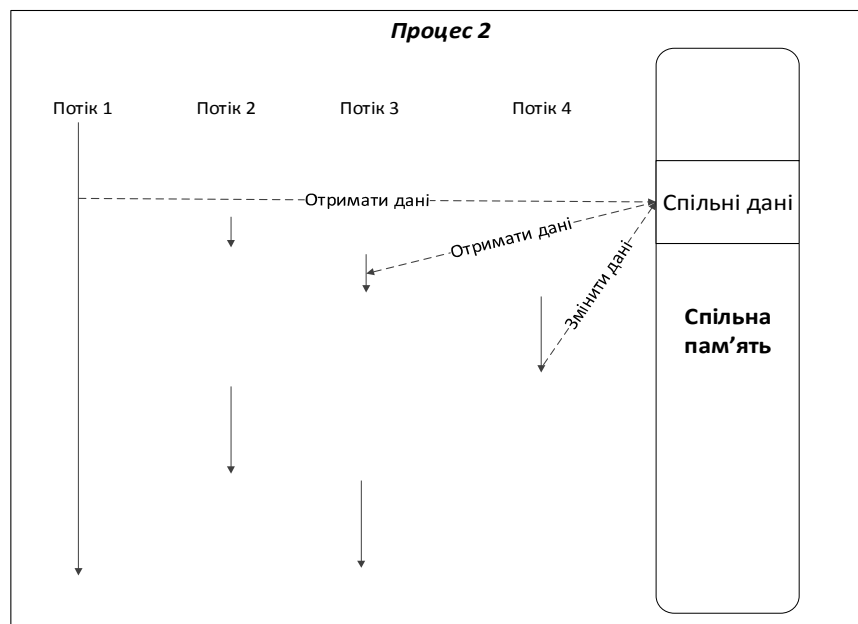 Процес 2
Потік 1
Потік 2
Потік 3
Потік 4
Отримати дані
Спільні дані
Отримати дані
Змінити дані
Спільна
пам’ять